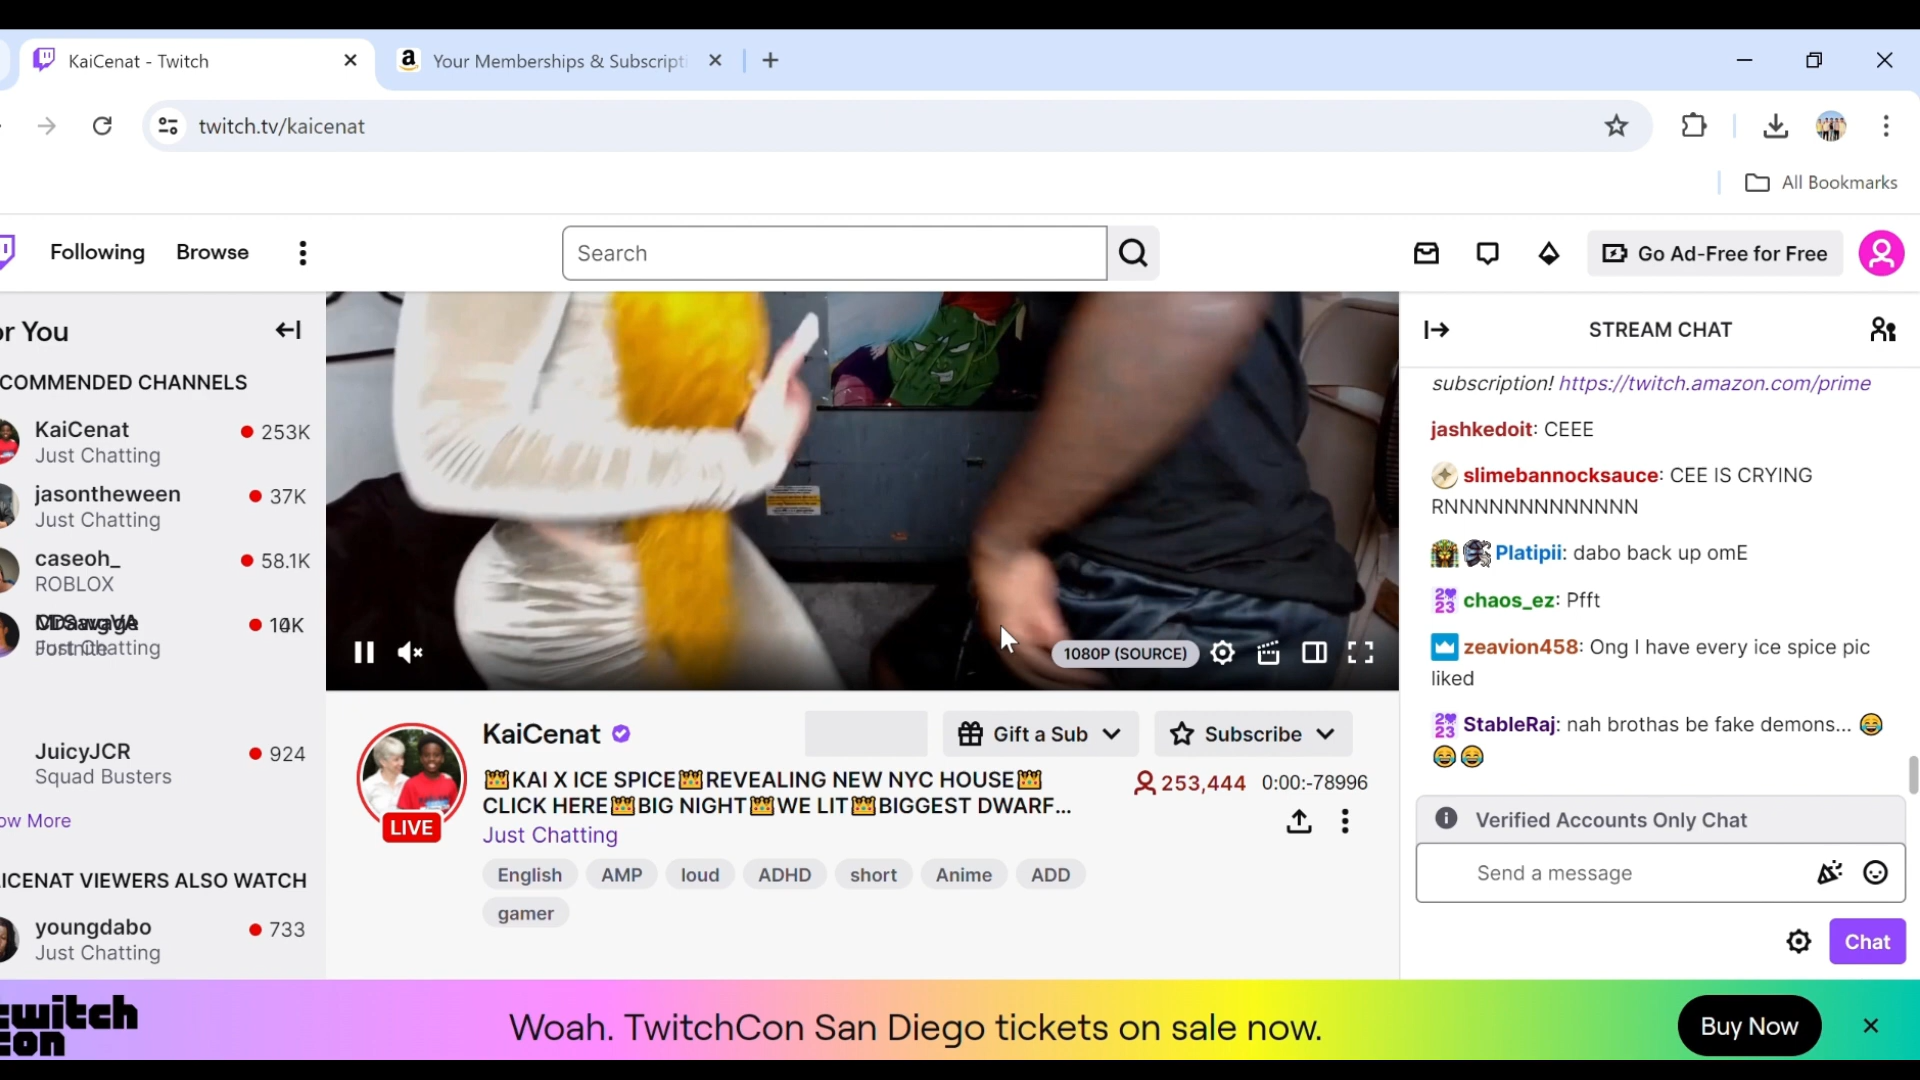 KaiCenat - Twitch
a Your Memberships & Subscripti
twitch.tv/kaicenat
All Bookmarks
Following Browse
Search
Go Ad-Free for Free
or You
COMMENDED CHANNELS
KaiCenat 253K
Just Chatting
jasontheween 37K
Just Chatting
caseoh_ 58.1K
ROBLOX
JuicyJCR 924
Squad Busters
ow More
ICENAT VIEWERS ALSO WATCH
youngdabo 733
Just Chatting
1080P (SOURCE)
KaiCenat
Gift a Sub
Subscribe
👑KAI X ICE SPICE👑REVEALING NEW NYC HOUSE👑
CLICK HERE👑BIG NIGHT👑WE LIT👑BIGGEST DWARF...
253,444 0:00:-78996
LIVE
Just Chatting
English AMP loud ADHD short Anime ADD
gamer
STREAM CHAT
subscription! https://twitch.amazon.com/prime
jashkedoit: CEEE
slimebannocksauce: CEE IS CRYING
RNNNNNNNNNNNNN
Platipii: dabo back up omE
chaos_ez: Pfft
zeavion458: Ong I have every ice spice pic
liked
StableRaj: nah brothas be fake demons... 😂
😂😂
Verified Accounts Only Chat
Send a message
Chat
twitch
con
Woah. TwitchCon San Diego tickets on sale now.
Buy Now